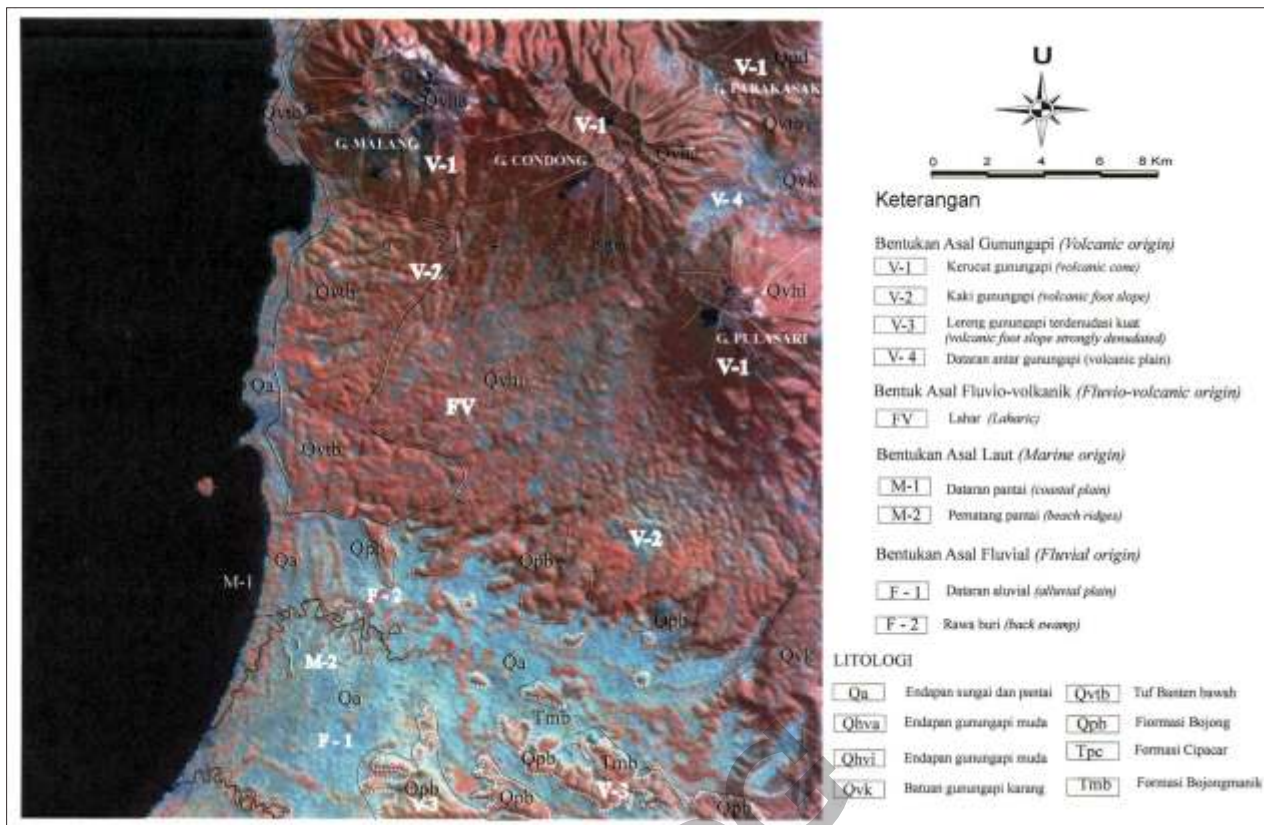 V-1
Qpd
G. PARAKASAK
Qvtb
V-1
G. MALANG
V-1
G. CONDONG
Qvk
V-4
V-2
Qvtb
Qvhi
G. PULASARI
V-1
Qa
Qvhi
FV
Qvtb
V-2
Qa
Qpb
Qpb
M-1
F - 2
Qpb
M-2
Qa
Qvk
Qa
Tmb
F - 1
Qpb
Tmb
Qpb
Qpb
Qpb
U
0 2 4 6 8 Km
Keterangan
Bentukan Asal Gunungapi (Volcanic origin)
V-1 Kerucut gunungapi (volcanic cone)
V-2 Kaki gunungapi (volcanic foot slope)
V-3 Lereng gunungapi terdenudasi kuat
(volcanic foot slope strongly denudated)
V- 4 Dataran antar gunungapi (volcanic plain)
Bentuk Asal Fluvio-volkanik (Fluvio-volcanic origin)
FV Lahar (Laharic)
Bentukan Asal Laut (Marine origin)
M-1 Dataran pantai (coastal plain)
M-2 Pematang pantai (beach ridges)
Bentukan Asal Fluvial (Fluvial origin)
F - 1 Dataran aluvial (alluvial plain)
F - 2 Rawa buri (back swamp)
LITOLOGI
Qa Endapan sungai dan pantai Qvtb Tuf Banten bawah
Qhva Endapan gunungapi muda Qpb Fiormasi Bojong
Qhvi Endapan gunungapi muda Tpc Formasi Cipacar
Qvk Batuan gunungapi karang Tmb Formasi Bojongmanik